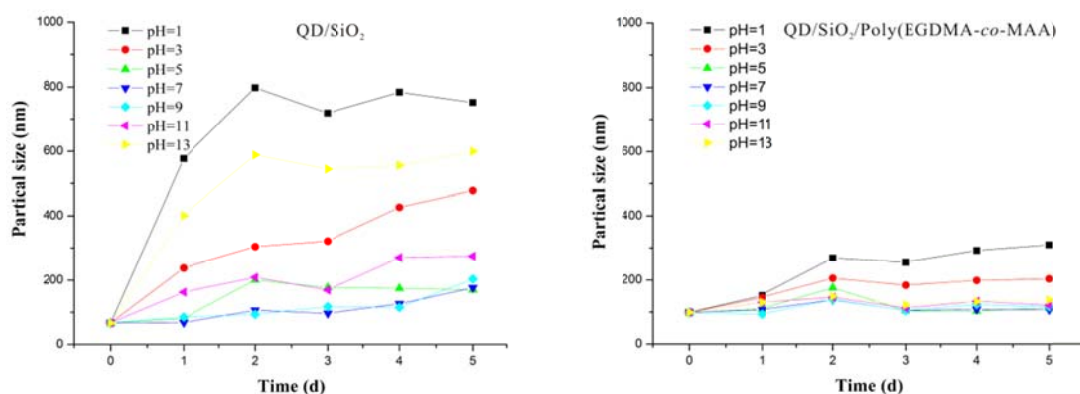 QD/SiO₂
pH=1
pH=3
pH=5
pH=7
pH=9
pH=11
pH=13
1000
800
600
400
200
0
Partical size (nm)
0 1 2 3 4 5
Time (d)
QD/SiO₂/Poly(EGDMA-co-MAA)
pH=1
pH=3
pH=5
pH=7
pH=9
pH=11
pH=13
1000
800
600
400
200
0
Partical size (nm)
0 1 2 3 4 5
Time (d)